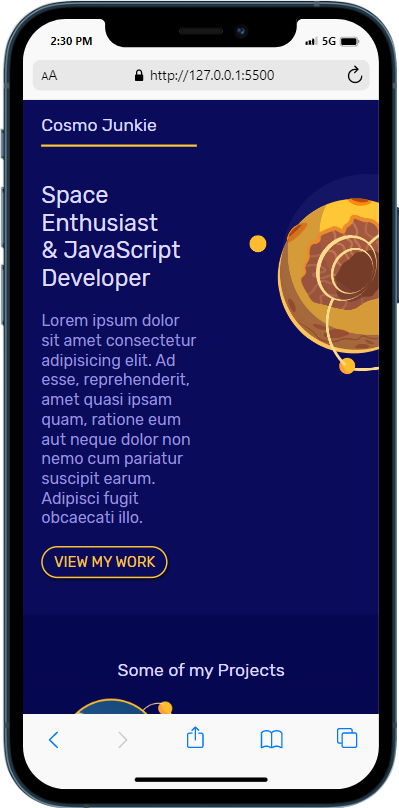 2:30 PM
5G
AA
http://127.0.0.1:5500
Cosmo Junkie
Space
Enthusiast
& JavaScript
Developer
Lorem ipsum dolor
sit amet consectetur
adipisicing elit. Ad
esse, reprehenderit,
amet quasi ipsam
quam, ratione eum
aut neque dolor non
nemo cum pariatur
suscipit earum.
Adipisci fugit
obcaecati illo.
VIEW MY WORK
Some of my Projects